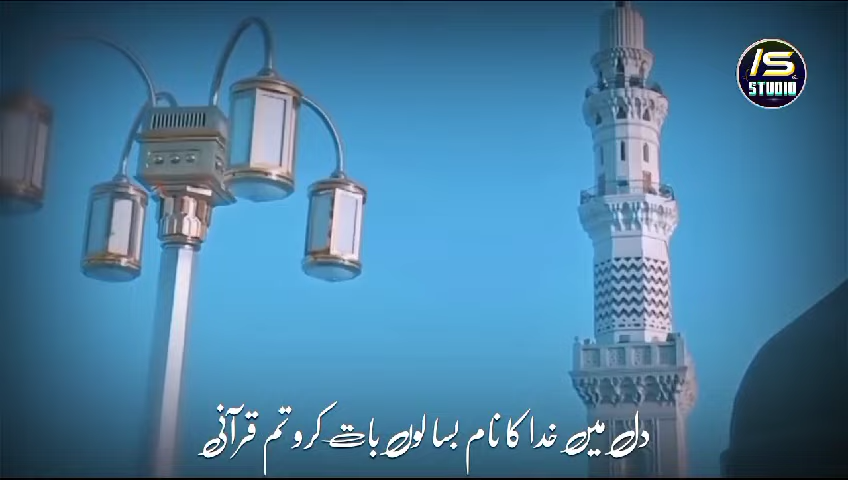 IS
STUDIO
دل میں خدا کا نام بسا لوں بات کرو تم قرآنی